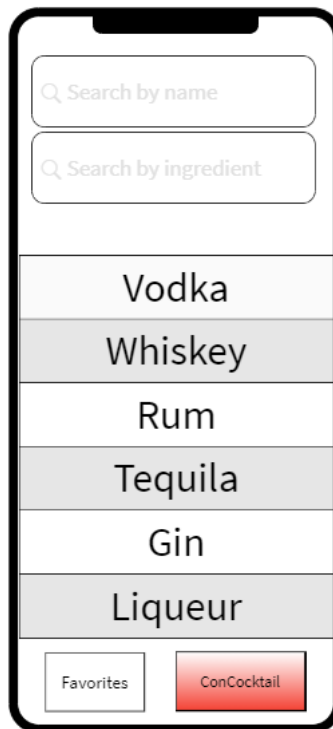 Search by name
Search by ingredient
Vodka
Whiskey
Rum
Tequila
Gin
Liqueur
Favorites
ConCocktail